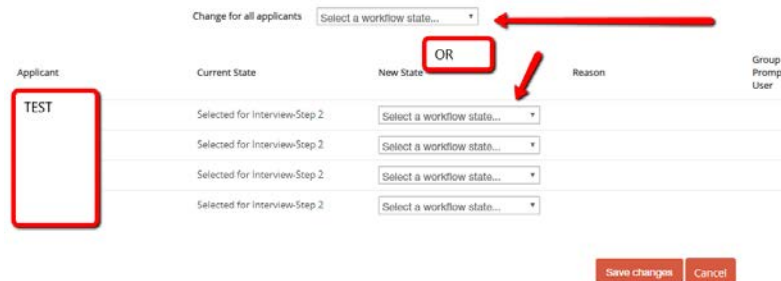 Change for all applicants Select a workflow state...
OR
Applicant Current State New State Reason Group
Promp
User
TEST
Selected for Interview-Step 2 Select a workflow state...
Selected for Interview-Step 2 Select a workflow state...
Selected for Interview-Step 2 Select a workflow state...
Selected for Interview-Step 2 Select a workflow state...
Save changes Cancel